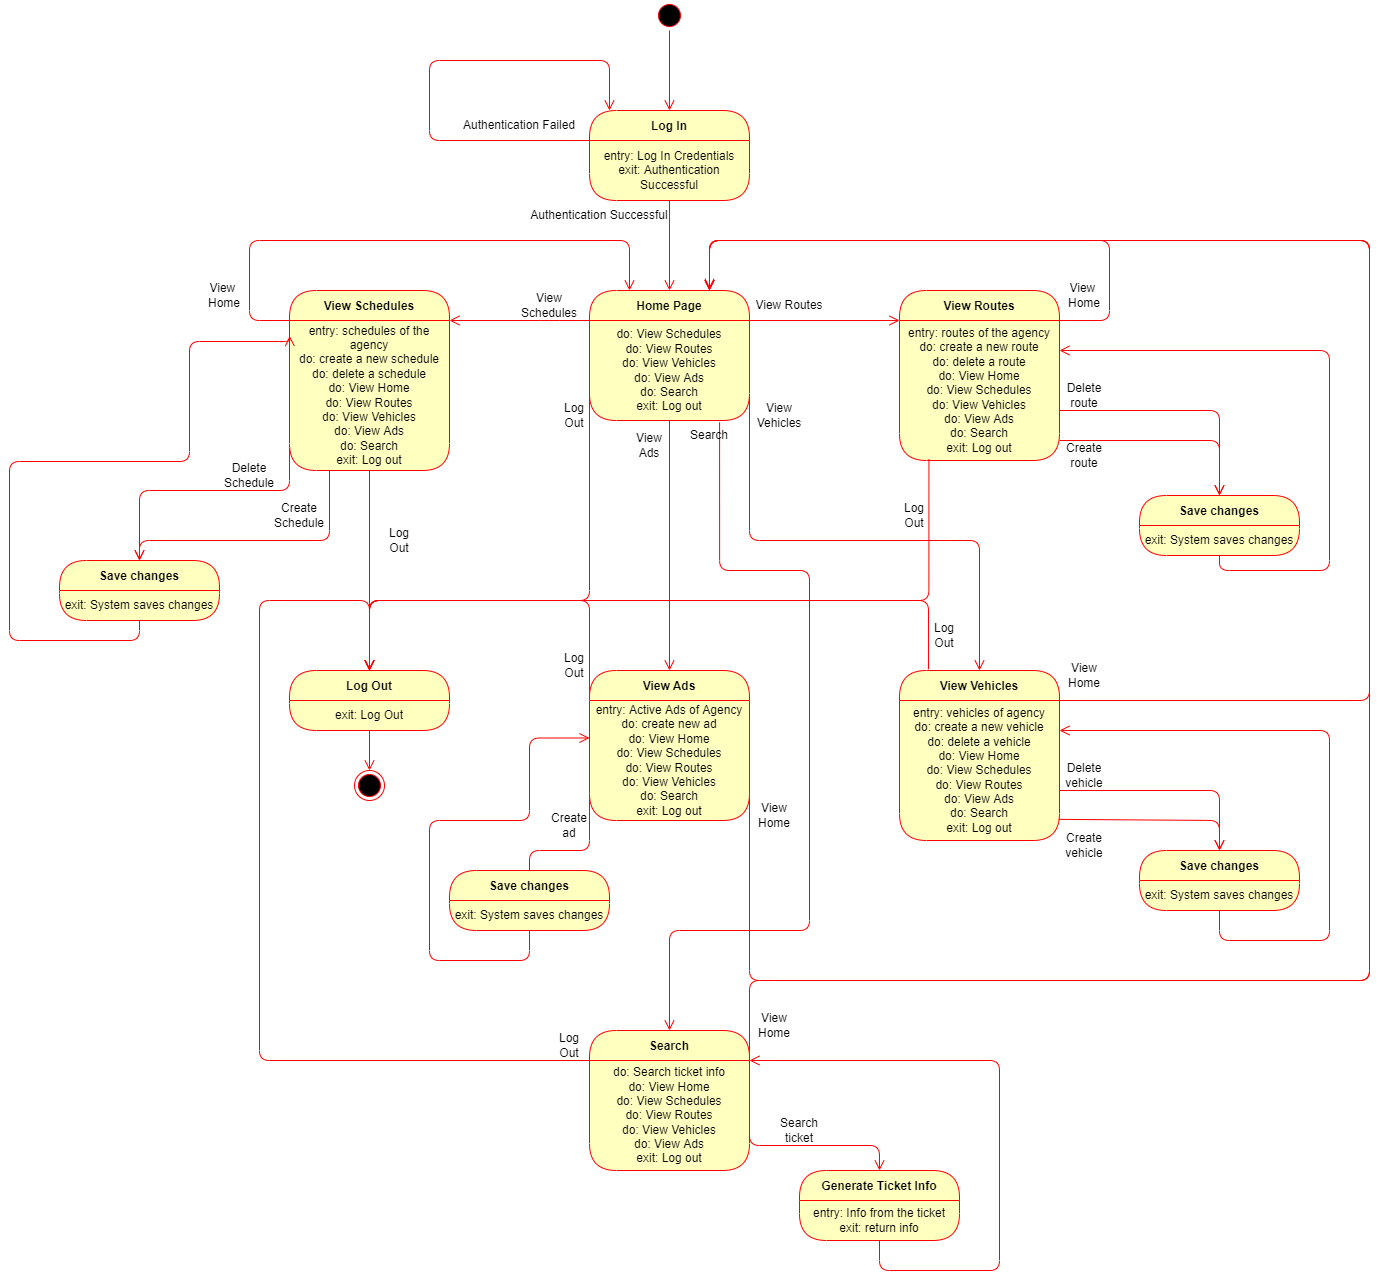 Authentication Failed
Log In
entry: Log In Credentials
exit: Authentication
Successful
Authentication Successful
View
Home
View Schedules
entry: schedules of the
agency
do: create a new schedule
do: delete a schedule
do: View Home
do: View Routes
do: View Vehicles
do: View Ads
do: Search
exit: Log out
View
Schedules
Home Page
do: View Schedules
do: View Routes
do: View Vehicles
do: View Ads
do: Search
exit: Log out
View Routes
View Routes
entry: routes of the agency
do: create a new route
do: delete a route
do: View Home
do: View Schedules
do: View Vehicles
do: View Ads
do: Search
exit: Log out
View
Home
Delete
route
Create
route
Log
Out
View
Ads
Search
View
Vehicles
Delete
Schedule
Create
Schedule
Log
Out
Log
Out
Save changes
exit: System saves changes
Save changes
exit: System saves changes
Log Out
exit: Log Out
Log
Out
View Ads
entry: Active Ads of Agency
do: create new ad
do: View Home
do: View Schedules
do: View Routes
do: View Vehicles
do: Search
exit: Log out
Log
Out
View Vehicles
entry: vehicles of agency
do: create a new vehicle
do: delete a vehicle
do: View Home
do: View Schedules
do: View Routes
do: View Ads
do: Search
exit: Log out
View
Home
Delete
vehicle
Create
vehicle
Create
ad
View
Home
Save changes
exit: System saves changes
Save changes
exit: System saves changes
Log
Out
View
Home
Search
do: Search ticket info
do: View Home
do: View Schedules
do: View Routes
do: View Vehicles
do: View Ads
exit: Log out
Search
ticket
Generate Ticket Info
entry: Info from the ticket
exit: return info